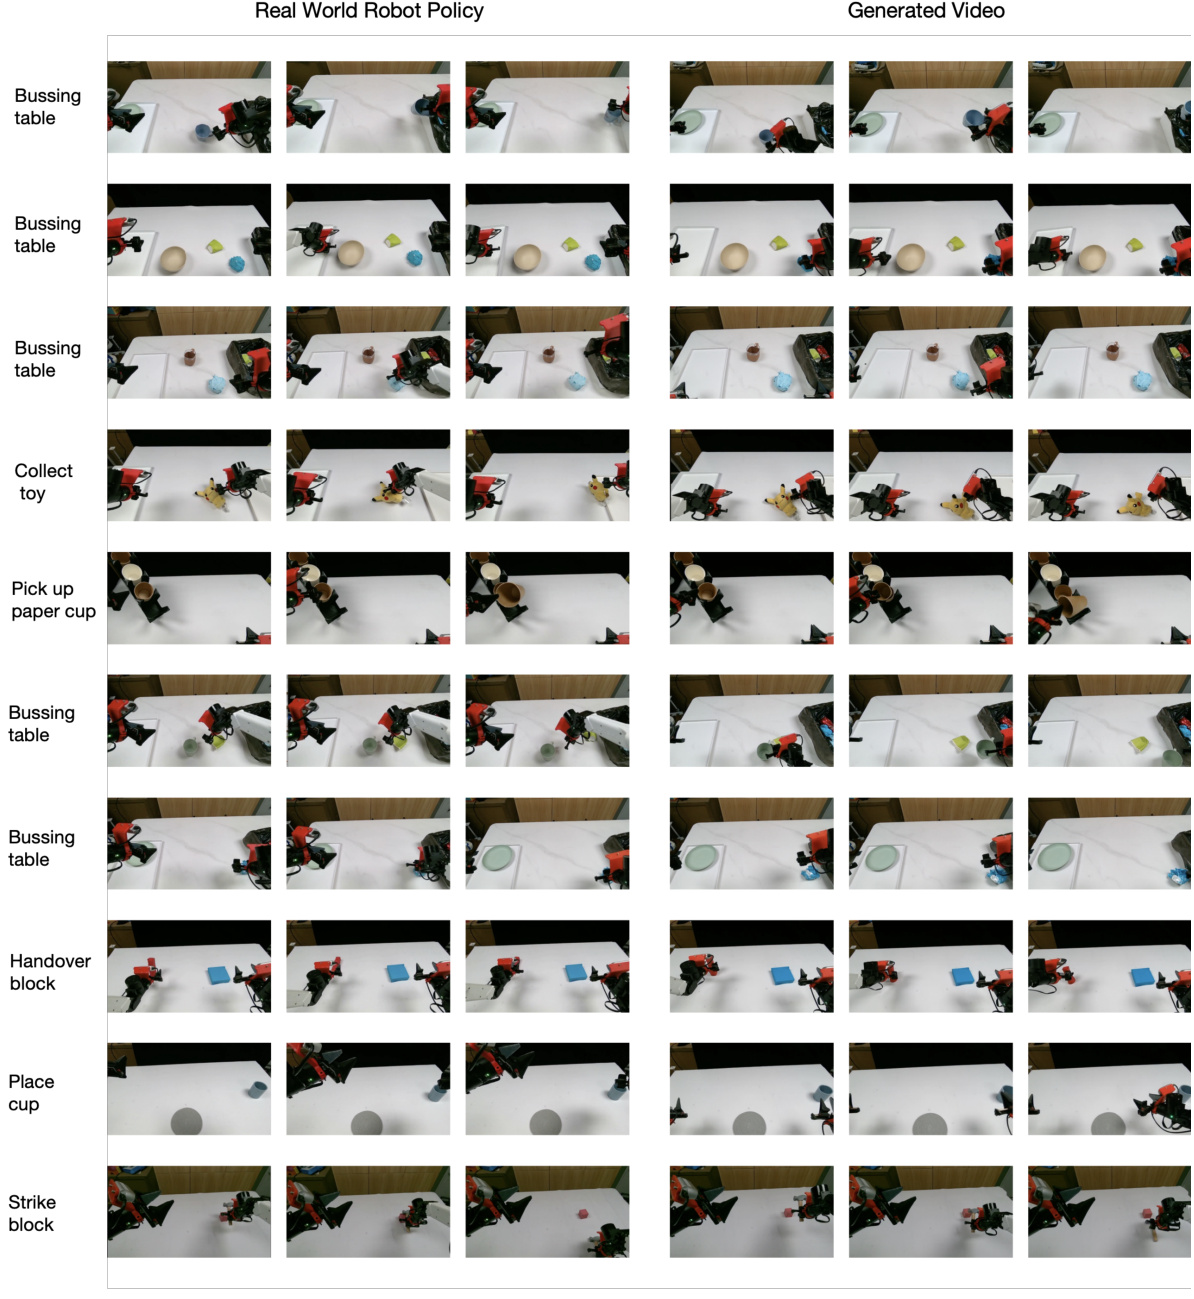 Real World Robot Policy
Generated Video
Bussing
table
Bussing
table
Bussing
table
Collect
toy
Pick up
paper cup
Bussing
table
Bussing
table
Handover
block
Place
cup
Strike
block